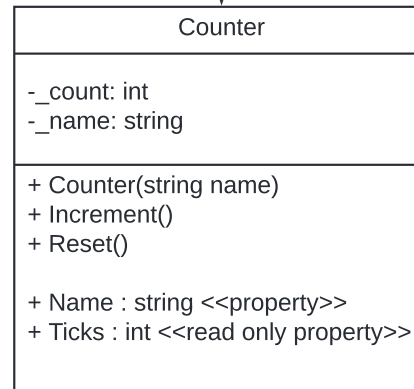 Counter
-_count: int
-_name: string
+ Counter(string name)
+ Increment()
+ Reset()
+ Name : string <<property>>
+ Ticks : int <<read only property>>